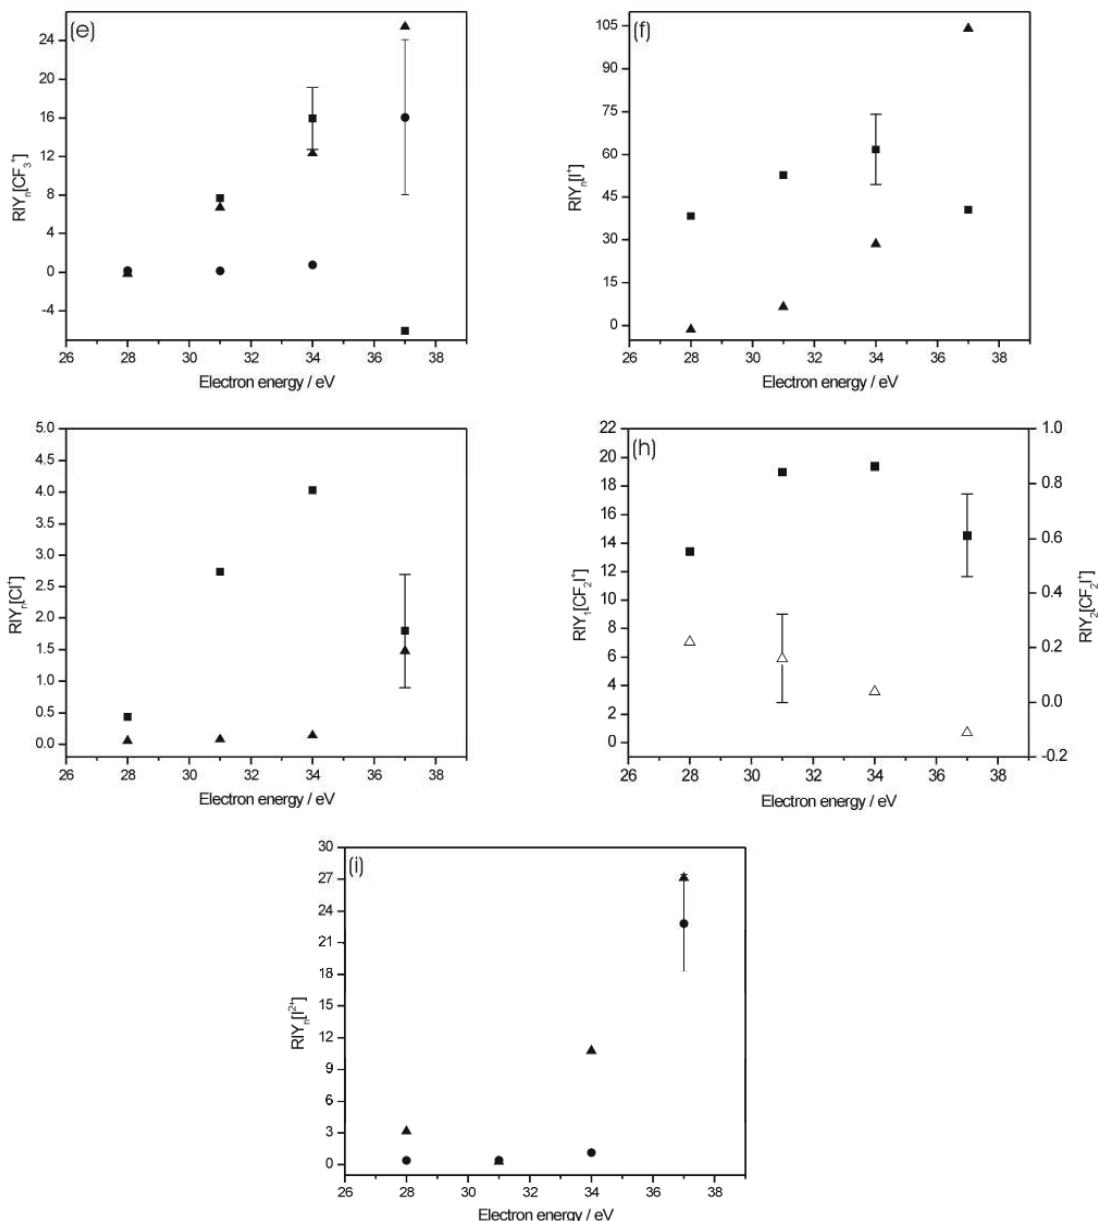 (e)
24
20
16
12
8
4
0
-4
26 28 30 32 34 36 38
Electron energy / eV
RIYn[CF3+]
(f)
105
90
75
60
45
30
15
0
26 28 30 32 34 36 38
Electron energy / eV
RIYn[I+]
5.0
4.5
4.0
3.5
3.0
2.5
2.0
1.5
1.0
0.5
0.0
26 28 30 32 34 36 38
Electron energy / eV
RIYn[Cl+]
(h)
22
20
18
16
14
12
10
8
6
4
2
0
26 28 30 32 34 36 38
Electron energy / eV
RIY1[CF2I+]
1.0
0.8
0.6
0.4
0.2
0.0
-0.2
RIY2[CF2I+]
(i)
30
27
24
21
18
15
12
9
6
3
0
26 28 30 32 34 36 38
Electron energy / eV
RIYn[I2+]